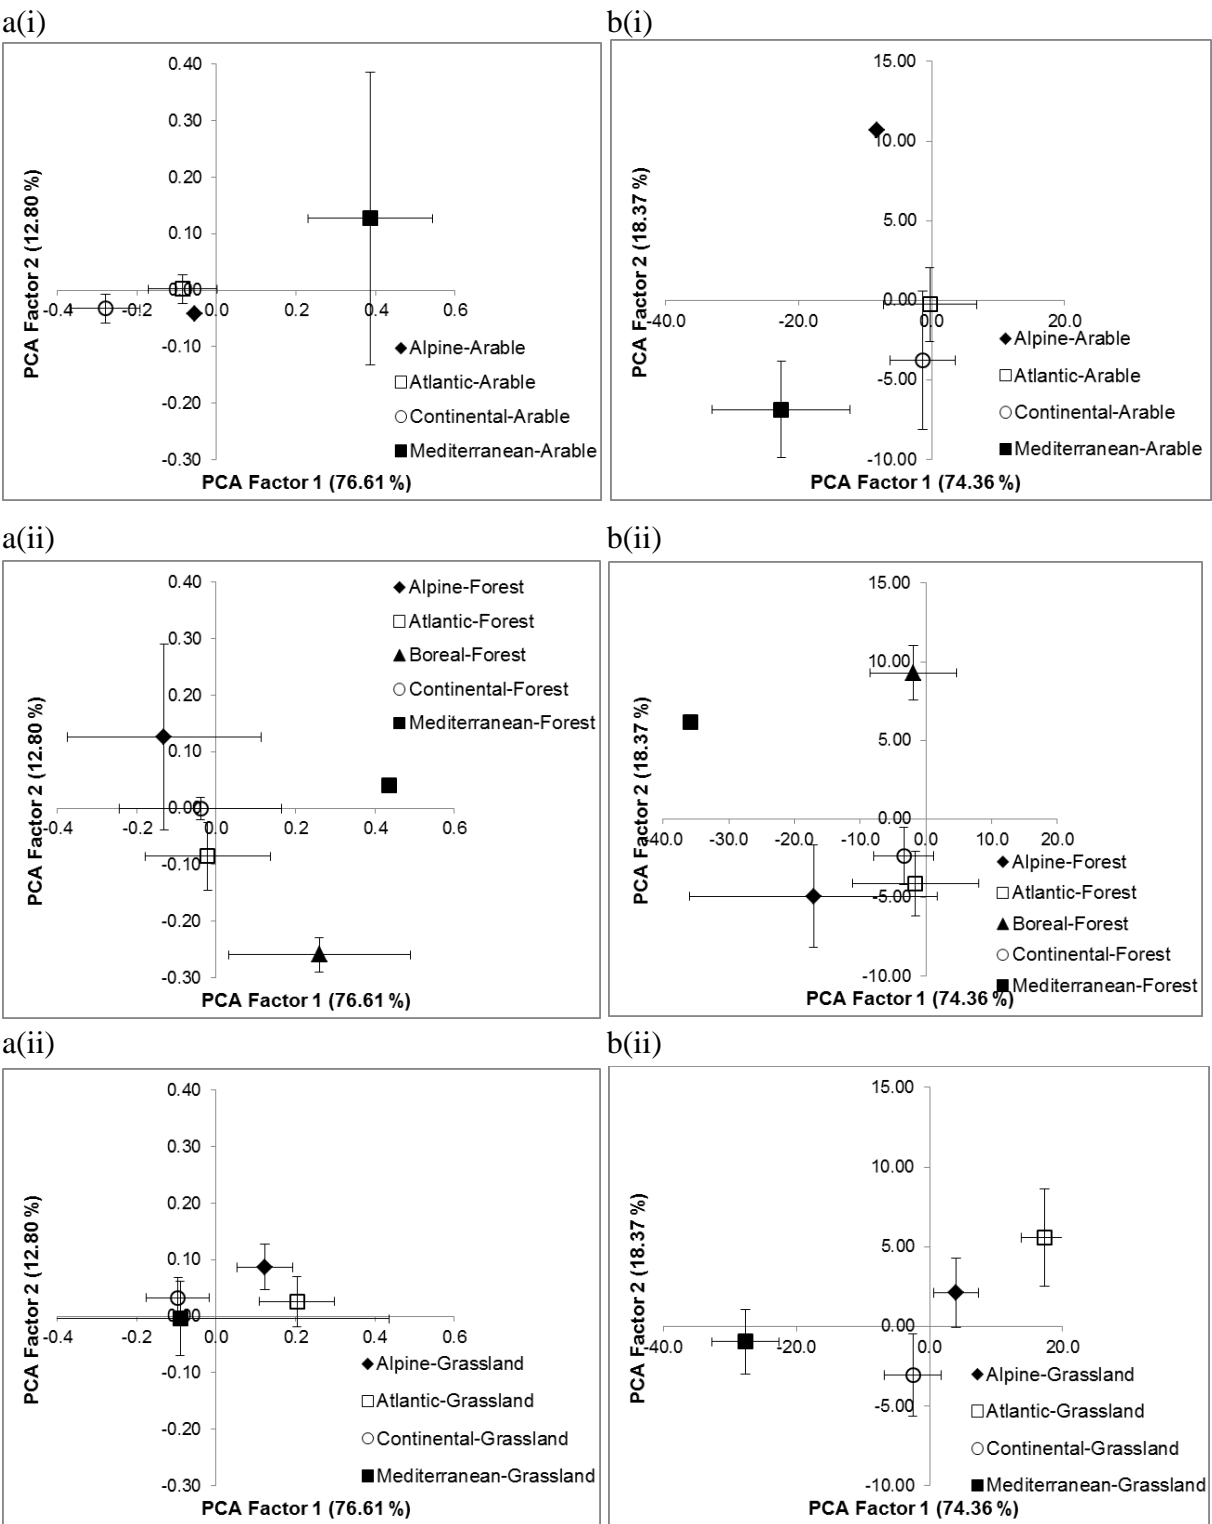 a(i)
b(i)
0.40
0.30
0.20
0.10
0.00
-0.10
-0.20
-0.30
-0.4
-0.2
0.0
0.2
0.4
0.6
PCA Factor 2 (12.80 %)
PCA Factor 1 (76.61 %)
Alpine-Arable
Atlantic-Arable
Continental-Arable
Mediterranean-Arable
15.00
10.00
5.00
0.00
-5.00
-10.00
-40.0
-20.0
0.0
20.0
PCA Factor 2 (18.37 %)
PCA Factor 1 (74.36 %)
Alpine-Arable
Atlantic-Arable
Continental-Arable
Mediterranean-Arable
a(ii)
b(ii)
0.40
0.30
0.20
0.10
0.00
-0.10
-0.20
-0.30
-0.4
-0.2
0.0
0.2
0.4
0.6
PCA Factor 2 (12.80 %)
PCA Factor 1 (76.61 %)
Alpine-Forest
Atlantic-Forest
Boreal-Forest
Continental-Forest
Mediterranean-Forest
15.00
10.00
5.00
0.00
-5.00
-10.00
-40.0
-30.0
-20.0
-10.0
0.0
10.0
20.0
PCA Factor 2 (18.37 %)
PCA Factor 1 (74.36 %)
Alpine-Forest
Atlantic-Forest
Boreal-Forest
Continental-Forest
Mediterranean-Forest
a(ii)
b(ii)
0.40
0.30
0.20
0.10
0.00
-0.10
-0.20
-0.30
-0.4
-0.2
0.0
0.2
0.4
0.6
PCA Factor 2 (12.80 %)
PCA Factor 1 (76.61 %)
Alpine-Grassland
Atlantic-Grassland
Continental-Grassland
Mediterranean-Grassland
15.00
10.00
5.00
0.00
-5.00
-10.00
-40.0
-20.0
0.0
20.0
PCA Factor 2 (18.37 %)
PCA Factor 1 (74.36 %)
Alpine-Grassland
Atlantic-Grassland
Continental-Grassland
Mediterranean-Grassland